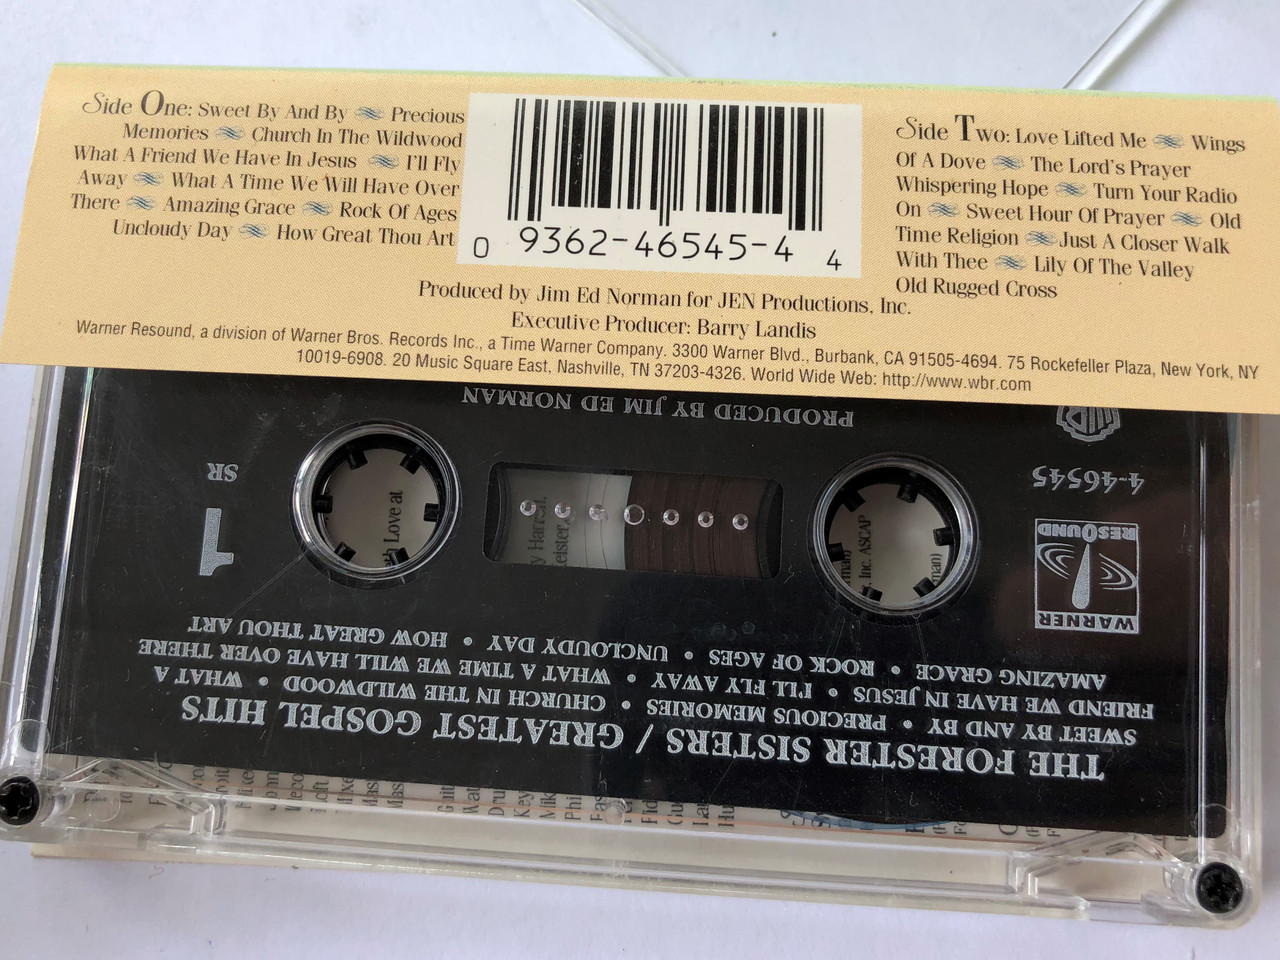 Side One: Sweet By And By Precious
Memories Church In The Wildwood
What A Friend We Have In Jesus I'll Fly
Away What A Time We Will Have Over
There Amazing Grace Rock Of Ages
Uncloudy Day How Great Thou Art
0 9362-46545-4 4
Side Two: Love Lifted Me Wings
Of A Dove The Lord's Prayer
Whispering Hope Turn Your Radio
On Sweet Hour Of Prayer Old
Time Religion Just A Closer Walk
With Thee Lily Of The Valley
Old Rugged Cross
Produced by Jim Ed Norman for JEN Productions, Inc.
Executive Producer: Barry Landis
Warner Resound, a division of Warner Bros. Records Inc., a Time Warner Company. 3300 Warner Blvd., Burbank, CA 91505-4694. 75 Rockefeller Plaza, New York, NY
10019-6908. 20 Music Square East, Nashville, TN 37203-4326. World Wide Web: http://www.wbr.com
THE FORESTER SISTERS / GREATEST GOSPEL HITS
SWEET BY AND BY • PRECIOUS MEMORIES • CHURCH IN THE WILDWOOD • WHAT A
FRIEND WE HAVE IN JESUS • I'LL FLY AWAY • WHAT A TIME WE WILL HAVE OVER THERE
AMAZING GRACE • ROCK OF AGES • UNCLOUDY DAY • HOW GREAT THOU ART
WARNER
RESOUND
1
4-46545
SR
PRODUCED BY JIM ED NORMAN
WB
Love at
Inc. ASCAP